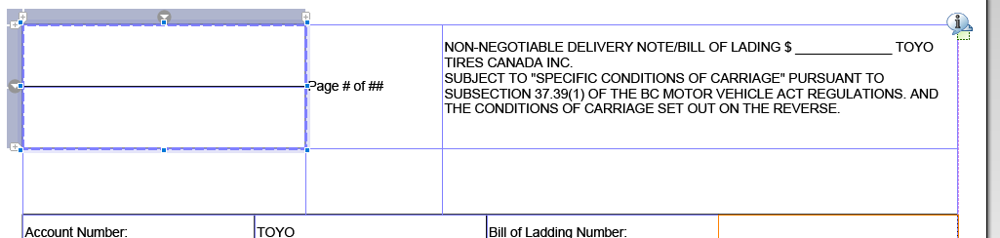 NON-NEGOTIABLE DELIVERY NOTE/BILL OF LADING $ _____________ TOYO
TIRES CANADA INC.
Page # of ##
SUBJECT TO "SPECIFIC CONDITIONS OF CARRIAGE" PURSUANT TO
SUBSECTION 37.39(1) OF THE BC MOTOR VEHICLE ACT REGULATIONS. AND
THE CONDITIONS OF CARRIAGE SET OUT ON THE REVERSE.
Account Number: TOYO Bill of Ladding Number: